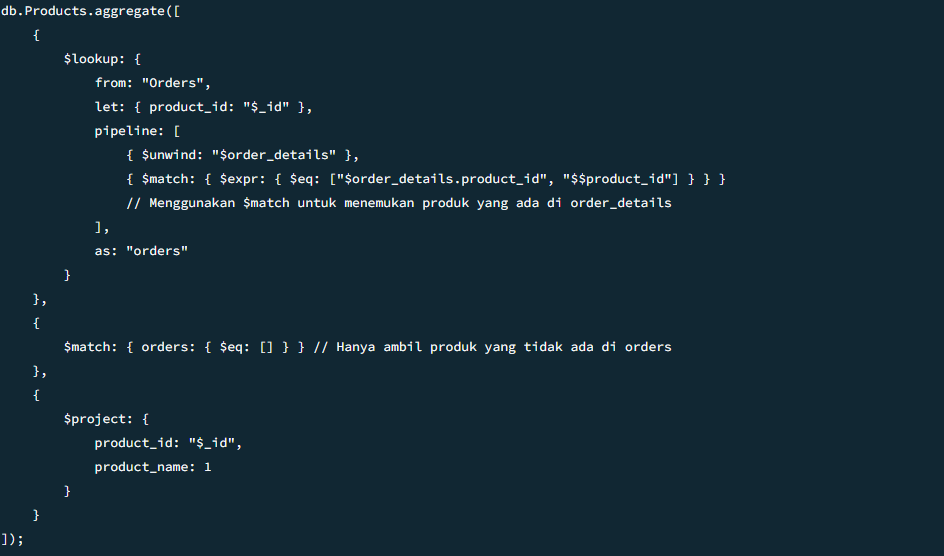 db.Products.aggregate([
    {
        $lookup: {
            from: "Orders",
            let: { product_id: "$_id" },
            pipeline: [
                { $unwind: "$order_details" },
                { $match: { $expr: { $eq: ["$order_details.product_id", "$$product_id"] } } }
                // Menggunakan $match untuk menemukan produk yang ada di order_details
            ],
            as: "orders"
        }
    },
    {
        $match: { orders: { $eq: [] } } // Hanya ambil produk yang tidak ada di orders
    },
    {
        $project: {
            product_id: "$_id",
            product_name: 1
        }
    }
]);